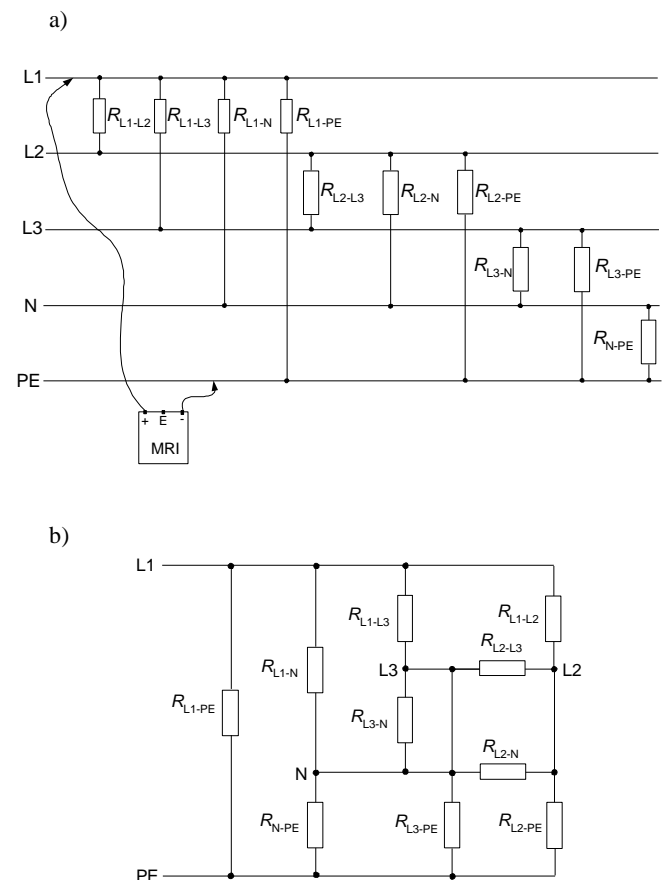 a)
L1
R L1-L2 R L1-L3 R L1-N R L1-PE
L2
R L2-L3 R L2-N R L2-PE
L3
R L3-N R L3-PE
N
R N-PE
PE
+ E -
MRI
b)
L1
R L1-L3 R L1-L2
R L2-L3
R L1-N L3 L2
R L1-PE
R L3-N
R L2-N
N
R N-PE R L3-PE R L2-PE
PE